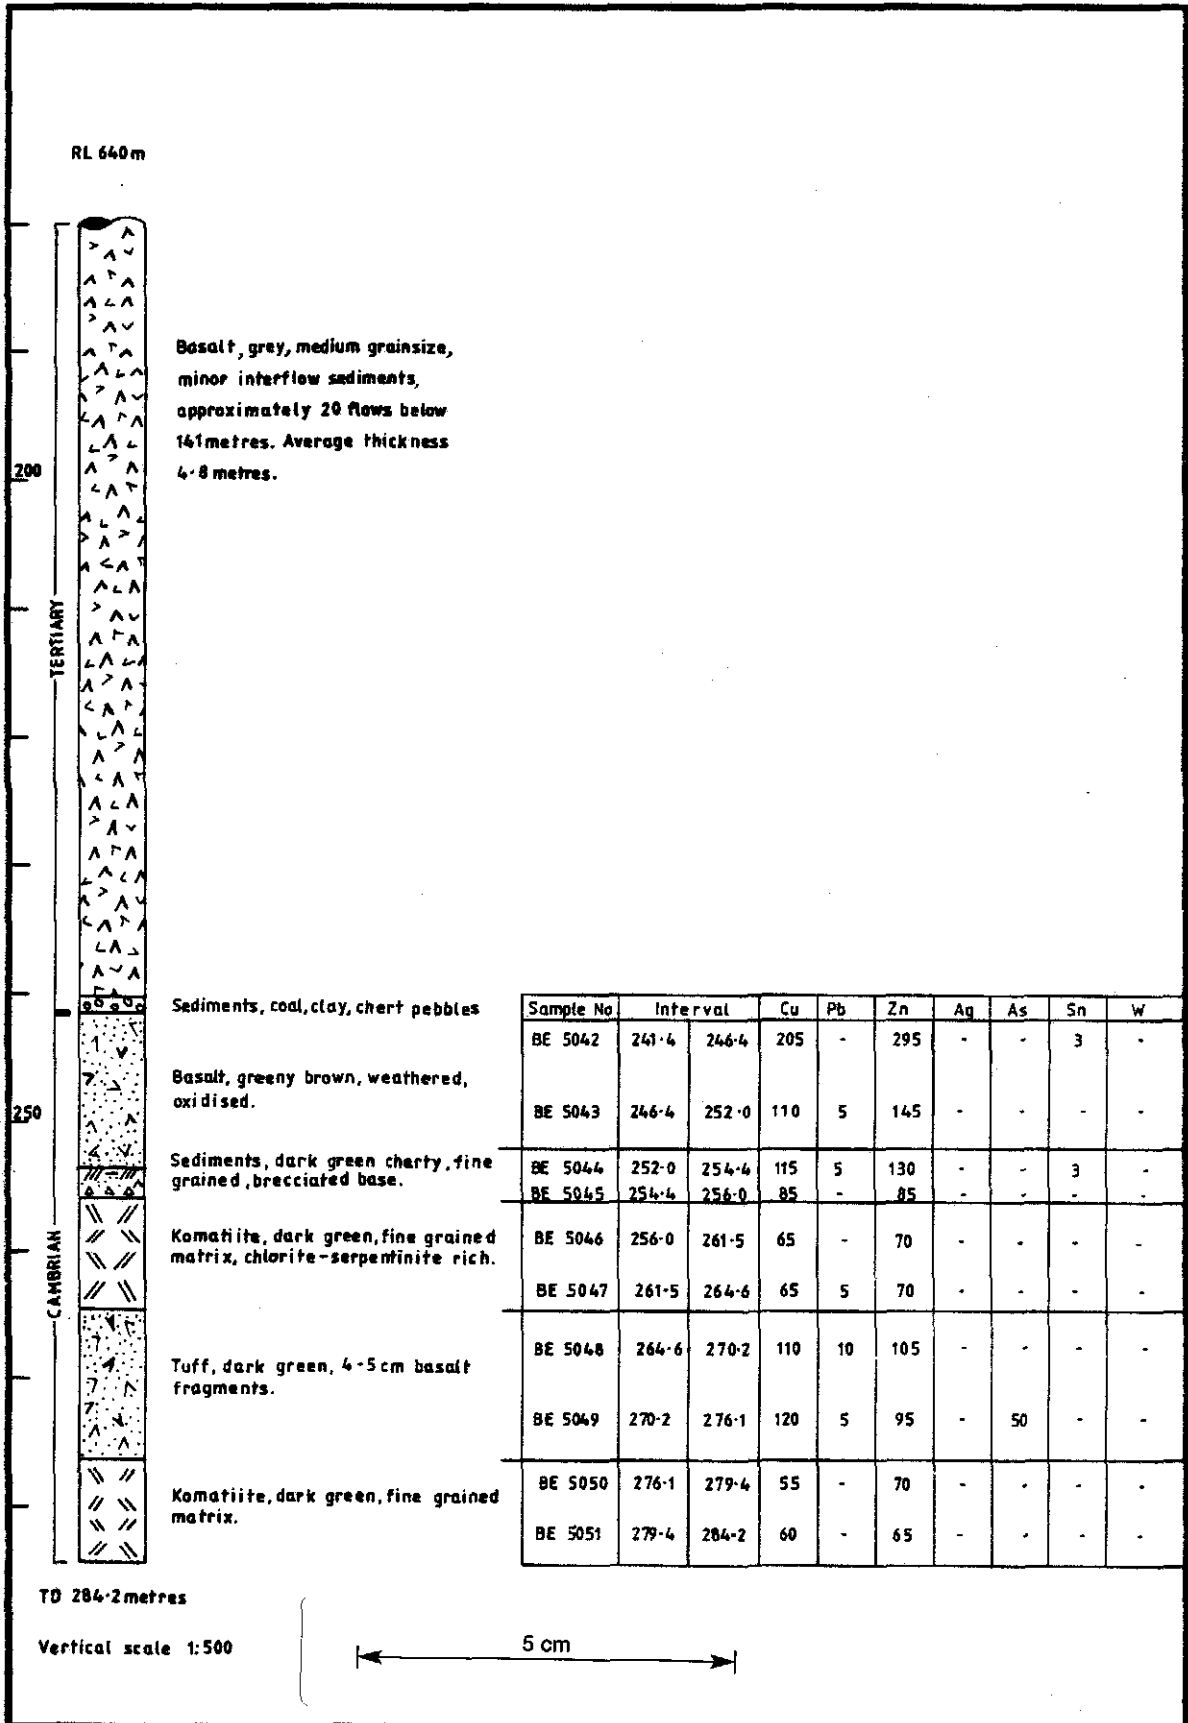 RL 640m
Basalt, grey, medium grainsize,
minor interflow sediments,
approximately 20 flows below
141metres. Average thickness
4·8 metres.
200
TERTIARY
Sediments, coal, clay, chert pebbles
Basalt, greeny brown, weathered,
oxidised.
250
Sediments, dark green cherty, fine
grained, brecciated base.
Komatiite, dark green, fine grained
matrix, chlorite-serpentinite rich.
CAMBRIAN
Tuff, dark green, 4-5cm basalt
fragments.
Komatiite, dark green, fine grained
matrix.
Sample No Interval Cu Pb Zn Ag As Sn W
BE 5042 241·4 246·4 205 - 295 - - 3 -
BE 5043 246·4 252·0 110 5 145 - - - -
BE 5044 252·0 254·4 115 5 130 - - 3 -
BE 5045 254·4 256·0 85 - 85 - - - -
BE 5046 256·0 261·5 65 - 70 - - - -
BE 5047 261·5 264·6 65 5 70 - - - -
BE 5048 264·6 270·2 110 10 105 - - - -
BE 5049 270·2 276·1 120 5 95 - 50 - -
BE 5050 276·1 279·4 55 - 70 - - - -
BE 5051 279·4 284·2 60 - 65 - - - -
TD 284·2metres
Vertical scale 1:500
5 cm